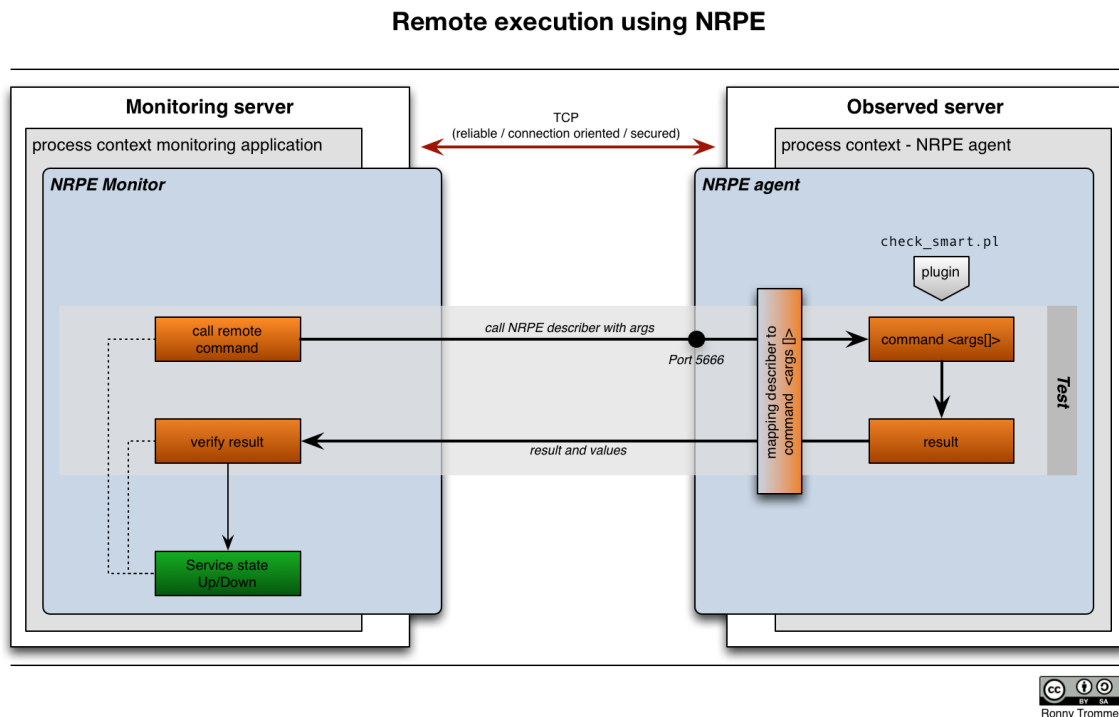 Remote execution using NRPE
Monitoring server
process context monitoring application
NRPE Monitor
TCP
(reliable / connection oriented / secured)
Observed server
process context - NRPE agent
NRPE agent
check_smart.pl
plugin
call remote
command
call NRPE describer with args
Port 5666
mapping describer to
command <args []>
command <args[]>
Test
verify result
result and values
result
Service state
Up/Down
cc
BY SA
Ronny Tromme